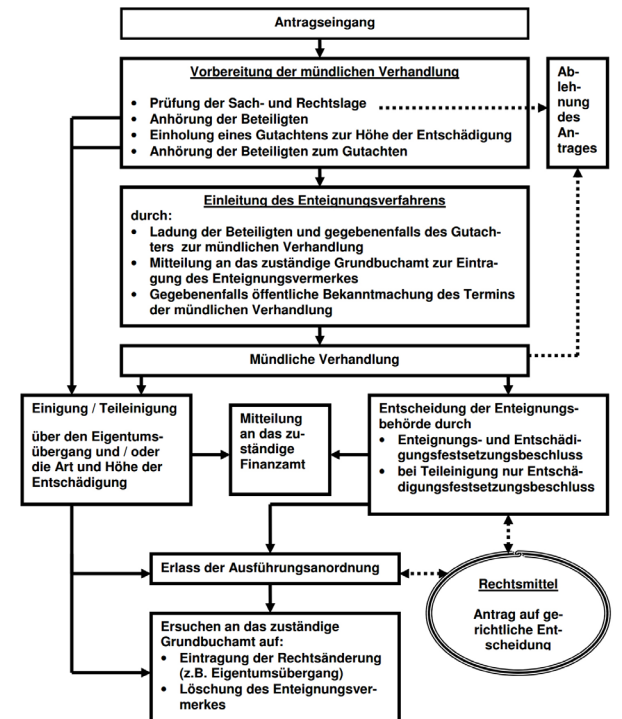 Antragseingang
Vorbereitung der mündlichen Verhandlung
• Prüfung der Sach- und Rechtslage
• Anhörung der Beteiligten
• Einholung eines Gutachtens zur Höhe der Entschädigung
• Anhörung der Beteiligten zum Gutachten
Ab-
leh-
nung
des
An-
trages
Einleitung des Enteignungsverfahrens
durch:
• Ladung der Beteiligten und gegebenenfalls des Gutach-
ters zur mündlichen Verhandlung
• Mitteilung an das zuständige Grundbuchamt zur Eintra-
gung des Enteignungsvermerkes
• Gegebenenfalls öffentliche Bekanntmachung des Termins
der mündlichen Verhandlung
Mündliche Verhandlung
Einigung / Teileinigung
über den Eigentums-
übergang und / oder
die Art und Höhe der
Entschädigung
Mitteilung
an das zu-
ständige
Finanzamt
Entscheidung der Enteignungs-
behörde durch
• Enteignungs- und Entschädi-
gungsfestsetzungsbeschluss
• bei Teileinigung nur Entschä-
digungsfestsetzungsbeschluss
Erlass der Ausführungsanordnung
Rechtsmittel
Antrag auf ge-
richtliche Ent-
scheidung
Ersuchen an das zuständige
Grundbuchamt auf:
• Eintragung der Rechtsänderung
(z.B. Eigentumsübergang)
• Löschung des Enteignungsver-
merkes